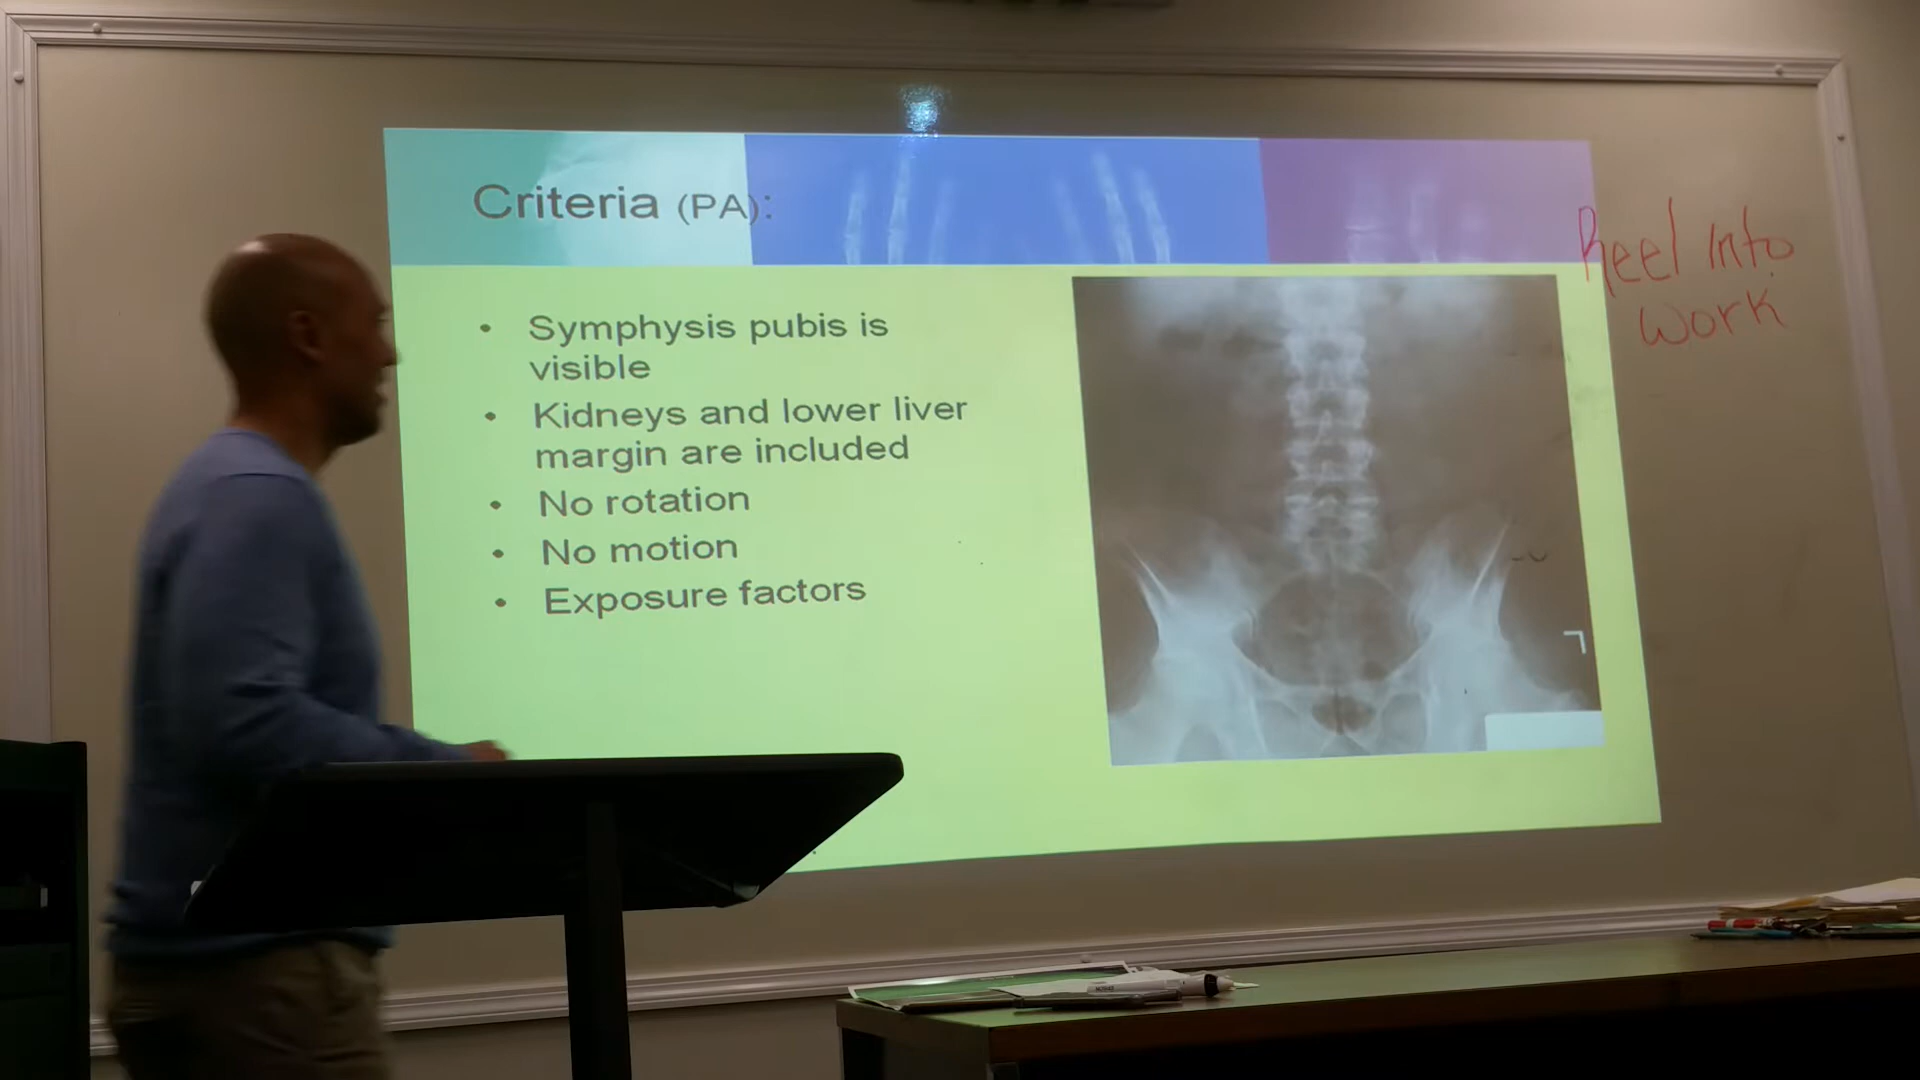 Criteria (PA):
• Symphysis pubis is
visible
• Kidneys and lower liver
margin are included
• No rotation
• No motion
• Exposure factors
Reel Into
Work